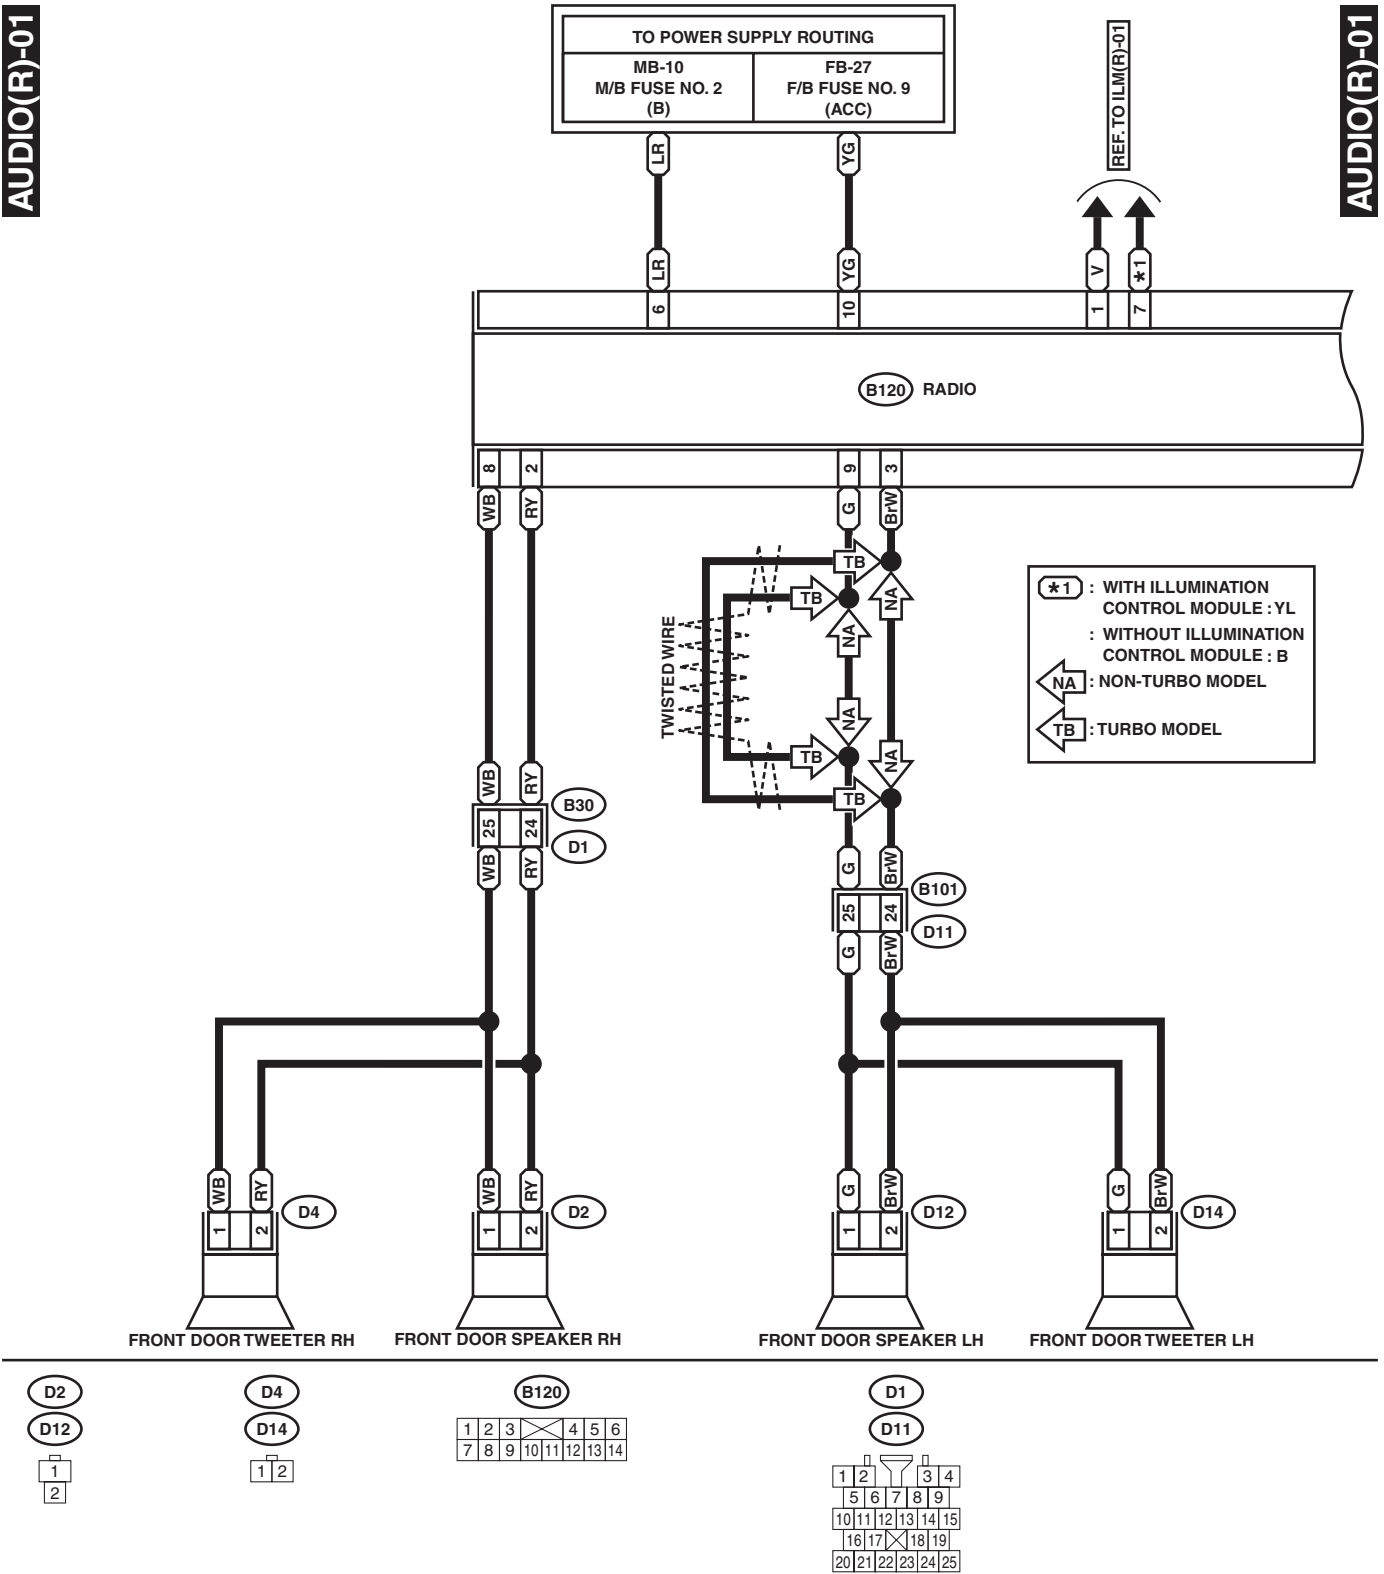 AUDIO(R)-01
AUDIO(R)-01
TO POWER SUPPLY ROUTING
MB-10
M/B FUSE NO. 2
(B)
FB-27
F/B FUSE NO. 9
(ACC)
REF. TO ILM(R)-01
LR
YG
LR
YG
V
*1
6
10
1
7
B120 RADIO
8
2
9
3
WB
RY
G
BrW
TB
TB
NA
NA
TWISTED WIRE
NA
NA
TB
TB
*1 : WITH ILLUMINATION
CONTROL MODULE : YL
: WITHOUT ILLUMINATION
CONTROL MODULE : B
NA : NON-TURBO MODEL
TB : TURBO MODEL
WB
RY
B30
25
24
D1
WB
RY
G
BrW
B101
25
24
D11
G
BrW
WB
RY
WB
RY
G
BrW
G
BrW
1
2
D4
1
2
D2
1
2
D12
1
2
D14
FRONT DOOR TWEETER RH
FRONT DOOR SPEAKER RH
FRONT DOOR SPEAKER LH
FRONT DOOR TWEETER LH
D2
D12
1
2
D4
D14
1 2
B120
1 2 3 4 5 6
7 8 9 10 11 12 13 14
D1
D11
1 2 3 4
5 6 7 8 9
10 11 12 13 14 15
16 17 18 19
20 21 22 23 24 25